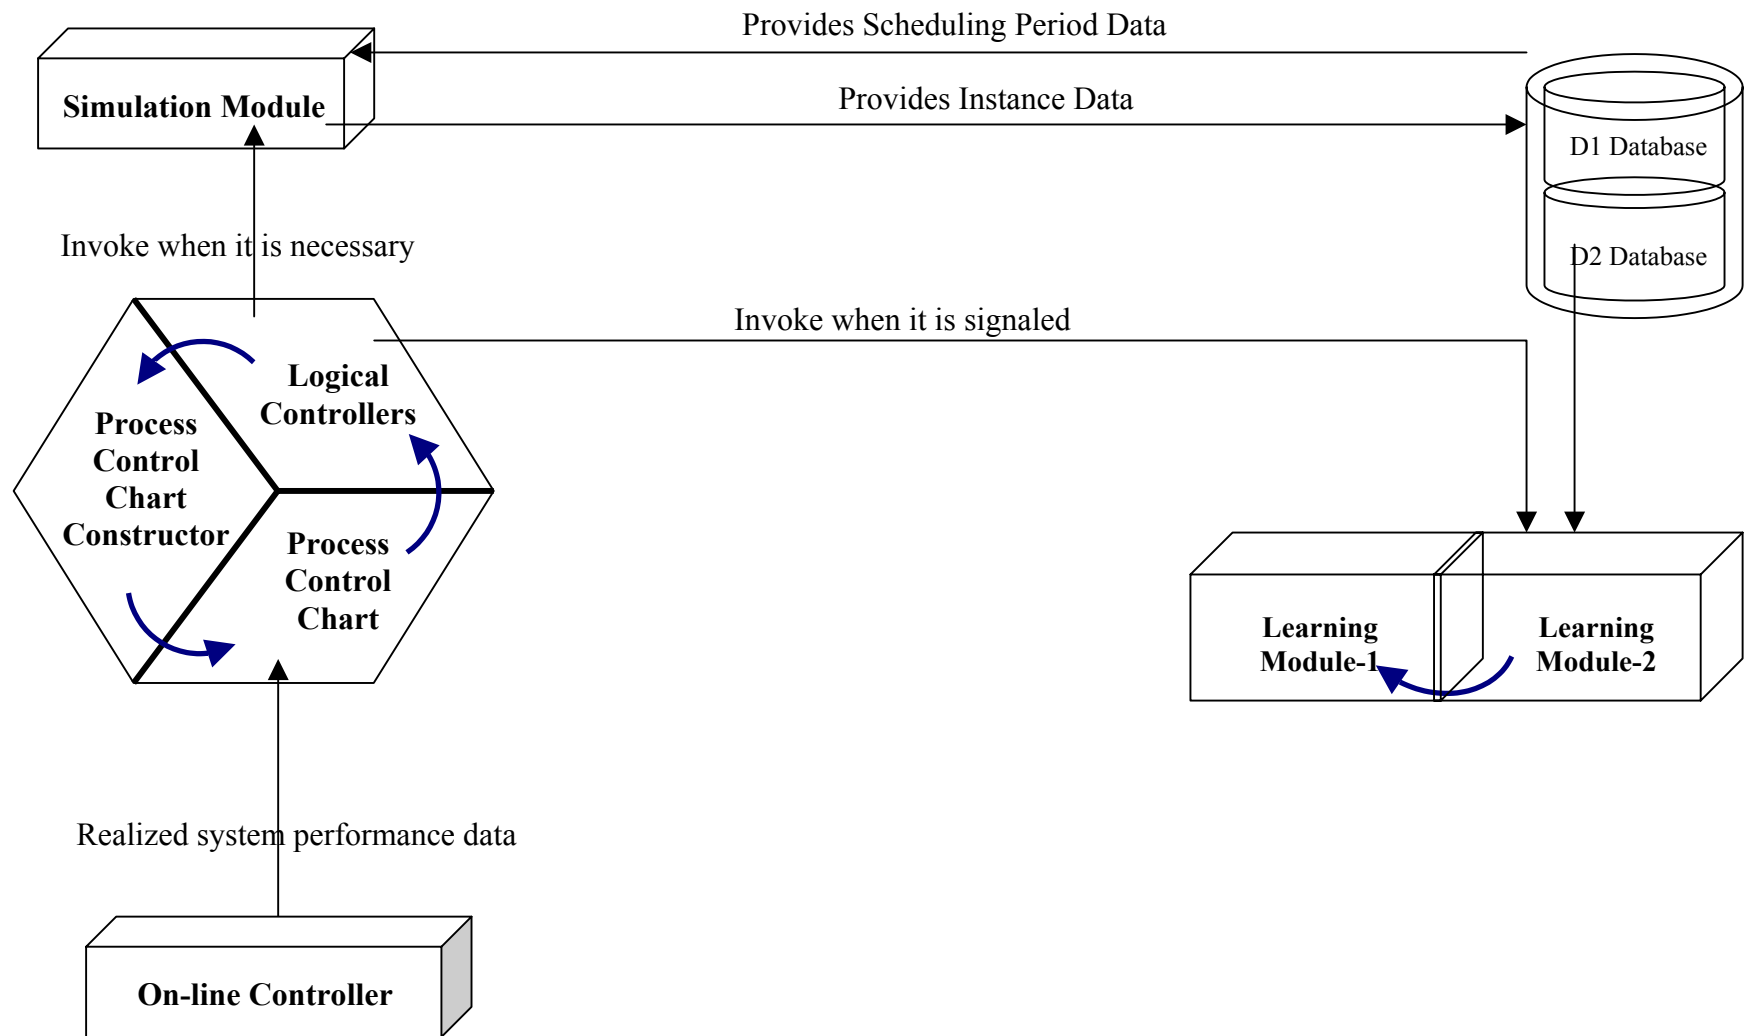 Provides Scheduling Period Data
Simulation Module
Provides Instance Data
D1 Database
D2 Database
Invoke when it is necessary
Invoke when it is signaled
Logical
Controllers
Process
Control
Chart
Constructor
Process
Control
Chart
Learning
Module-1
Learning
Module-2
Realized system performance data
On-line Controller